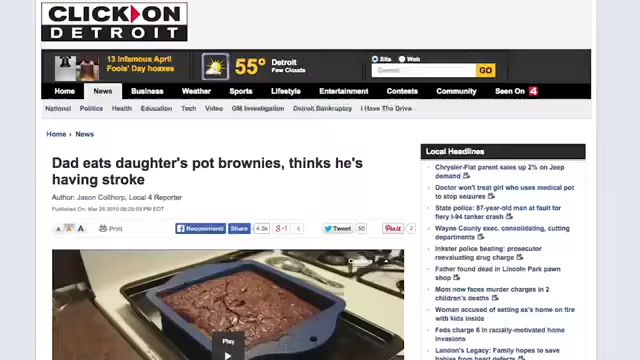 CLICK ON
DETROIT
13 Infamous April
Fools' Day hoaxes
55°
Detroit
Few Clouds
Site
Web
Search
GO
Home
News
Business
Weather
Sports
Lifestyle
Entertainment
Contests
Community
Seen On 4
National
Politics
Health
Education
Tech
Video
GM Investigation
Detroit Bankruptcy
I Have The Drive
Home › News
Dad eats daughter's pot brownies, thinks he's
having stroke
Author: Jason Colthorp, Local 4 Reporter
A A A
Print
Recommend
Share
4.3k
+1
Tweet
50
Pin it
2
Play
Local Headlines
Chrysler-Fiat parent sales up 2% on Jeep
demand
Doctor won't treat girl who uses medical pot
to stop seizures
State police: 87-year-old man at fault for
fiery I-94 tanker crash
Wayne County exec. consolidating, cutting
departments
Inkster police beating: prosecutor
reevaluating drug charge
Father found dead in Lincoln Park pawn
shop
Mom now faces murder charges in 2
children's deaths
Woman accused of setting ex's home on fire
with kids inside
Feds charge 6 in racially-motivated home
invasions
Landon's Legacy: Family hopes to save
babies from heart defects